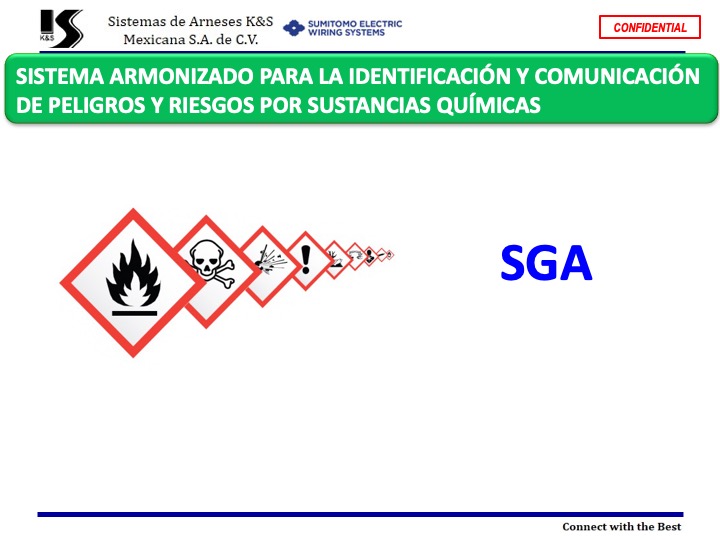 K&S
Sistemas de Arneses K&S
Mexicana S.A. de C.V.
SUMITOMO ELECTRIC
WIRING SYSTEMS
CONFIDENTIAL
SISTEMA ARMONIZADO PARA LA IDENTIFICACIÓN Y COMUNICACIÓN
DE PELIGROS Y RIESGOS POR SUSTANCIAS QUÍMICAS
SGA
Connect with the Best